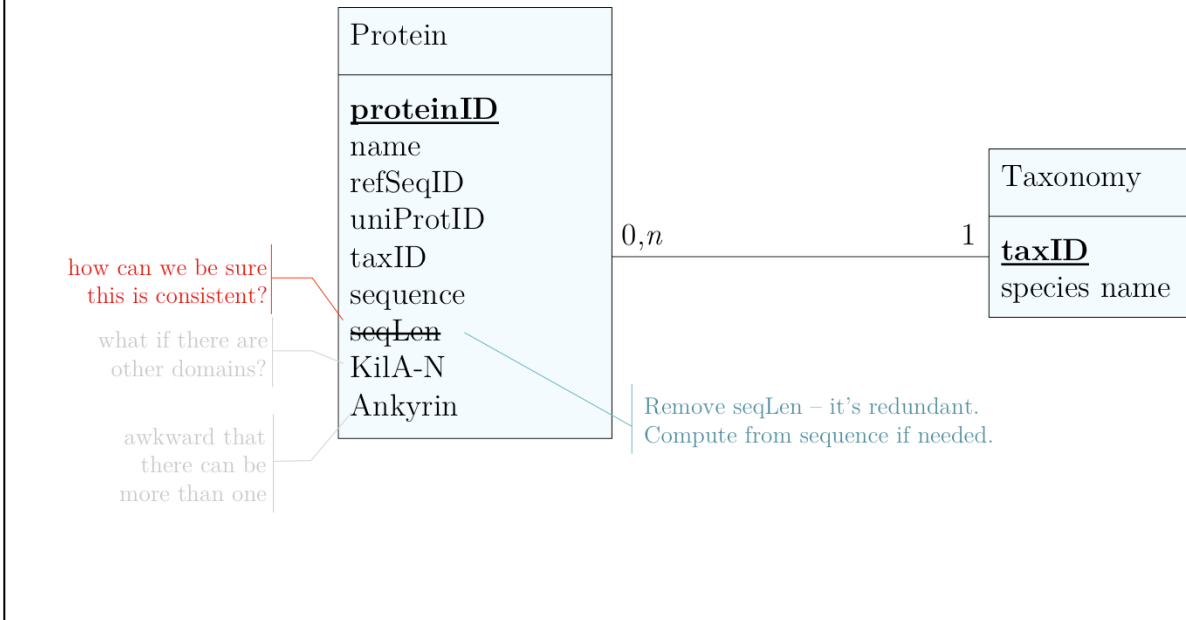 Protein
proteinID
name
refSeqID
uniProtID
taxID
sequence
seqLen
KilA-N
Ankyrin
0,n
1
Taxonomy
taxID
species name
how can we be sure
this is consistent?
what if there are
other domains?
awkward that
there can be
more than one
Remove seqLen – it's redundant.
Compute from sequence if needed.